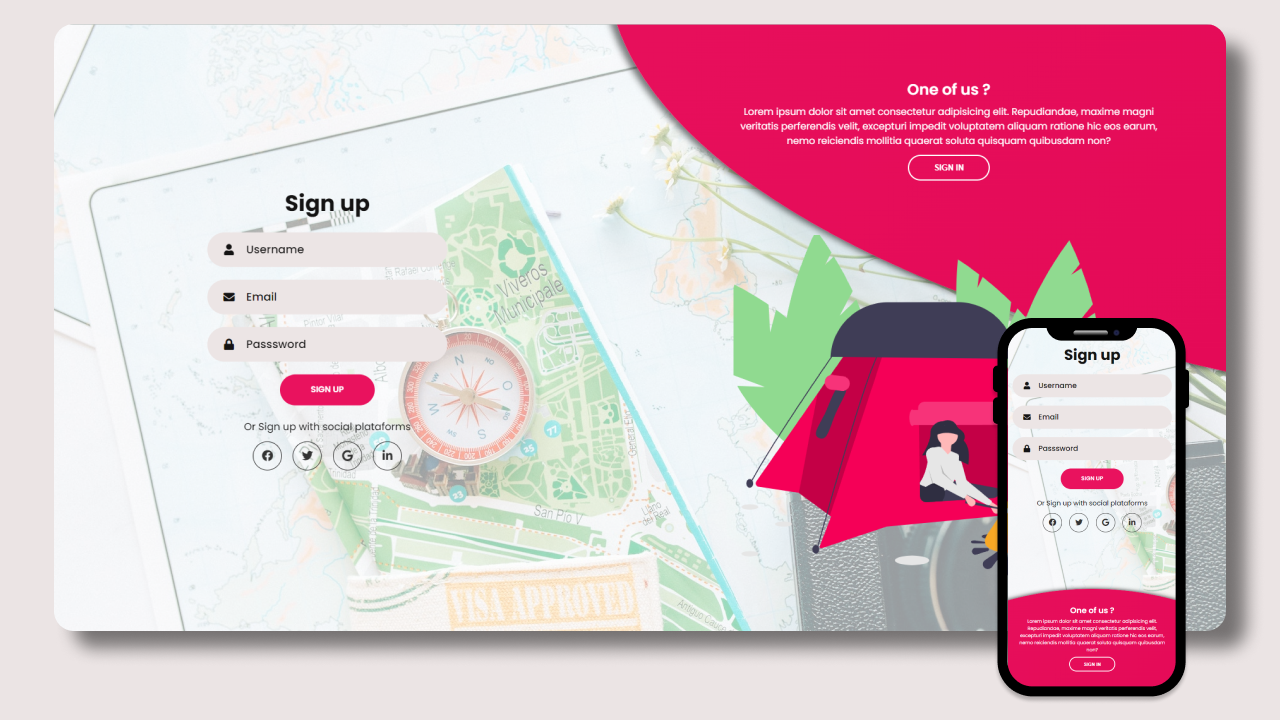 One of us ?
Lorem ipsum dolor sit amet consectetur adipisicing elit. Repudiandae, maxime magni
veritatis perferendis velit, excepturi impedit voluptatem aliquam ratione hic eos earum,
nemo reiciendis mollitia quaerat soluta quisquam quibusdam non?
SIGN IN
Sign up
Username
Email
Passsword
SIGN UP
Or Sign up with social plataforms
Viveros
Municipale
San Pio V
VISA APPROVED
N
O
S
33
35
77
Sign up
Username
Email
Passsword
SIGN UP
Or Sign up with social plataforms
One of us ?
Lorem ipsum dolor sit amet consectetur adipisicing elit.
Repudiandae, maxime magni veritatis perferendis velit,
excepturi impedit voluptatem aliquam ratione hic eos earum,
nemo reiciendis mollitia quaerat soluta quisquam quibusdam
non?
SIGN IN